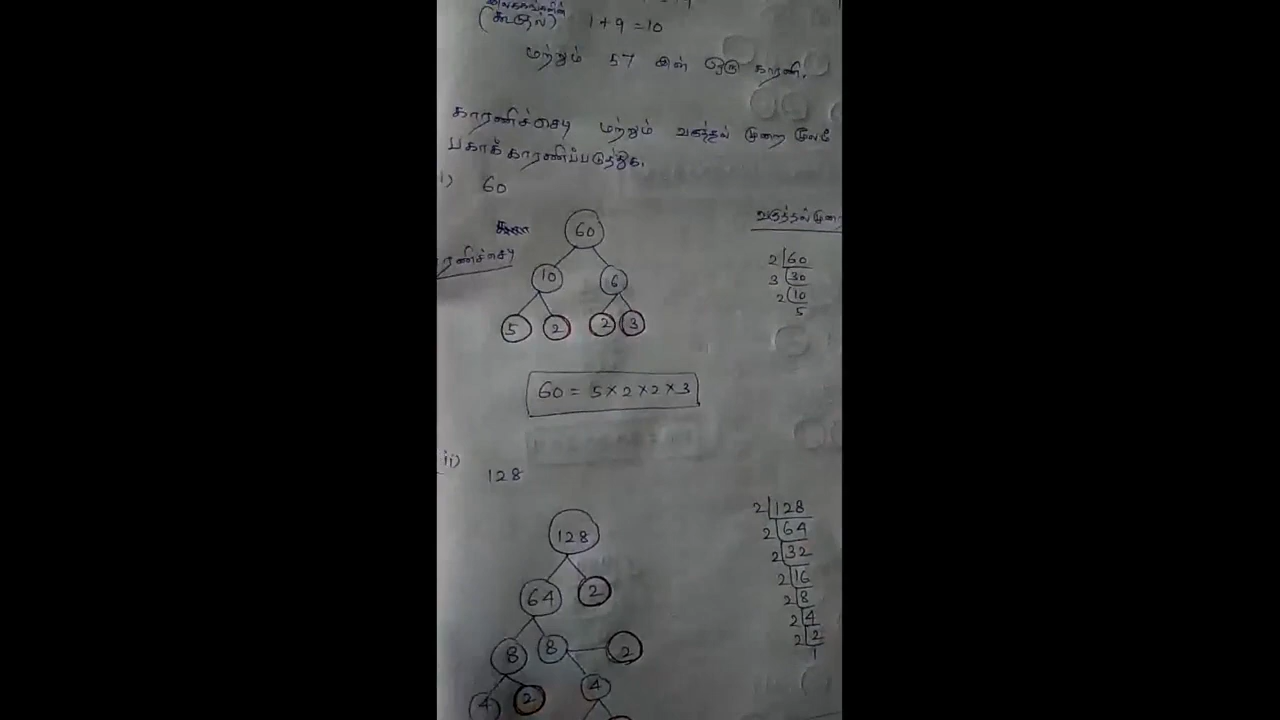 (கூடுதல்) 1 + 9 = 10
மற்றும் 57 இன் ஒரு காரணி.
காரணிச்செடி மற்றும் வகுத்தல் முறை மூலம்
பகாக் காரணிப்படுத்துக.
i) 60
60
10 6
5 2 2 3
60 = 5 × 2 × 2 × 3
வகுத்தல் முறை
2 60
3 30
2 10
5
ii) 128
128
64 2
8 8 2
4 2 4
2 128
2 64
2 32
2 16
2 8
2 4
2 2
1